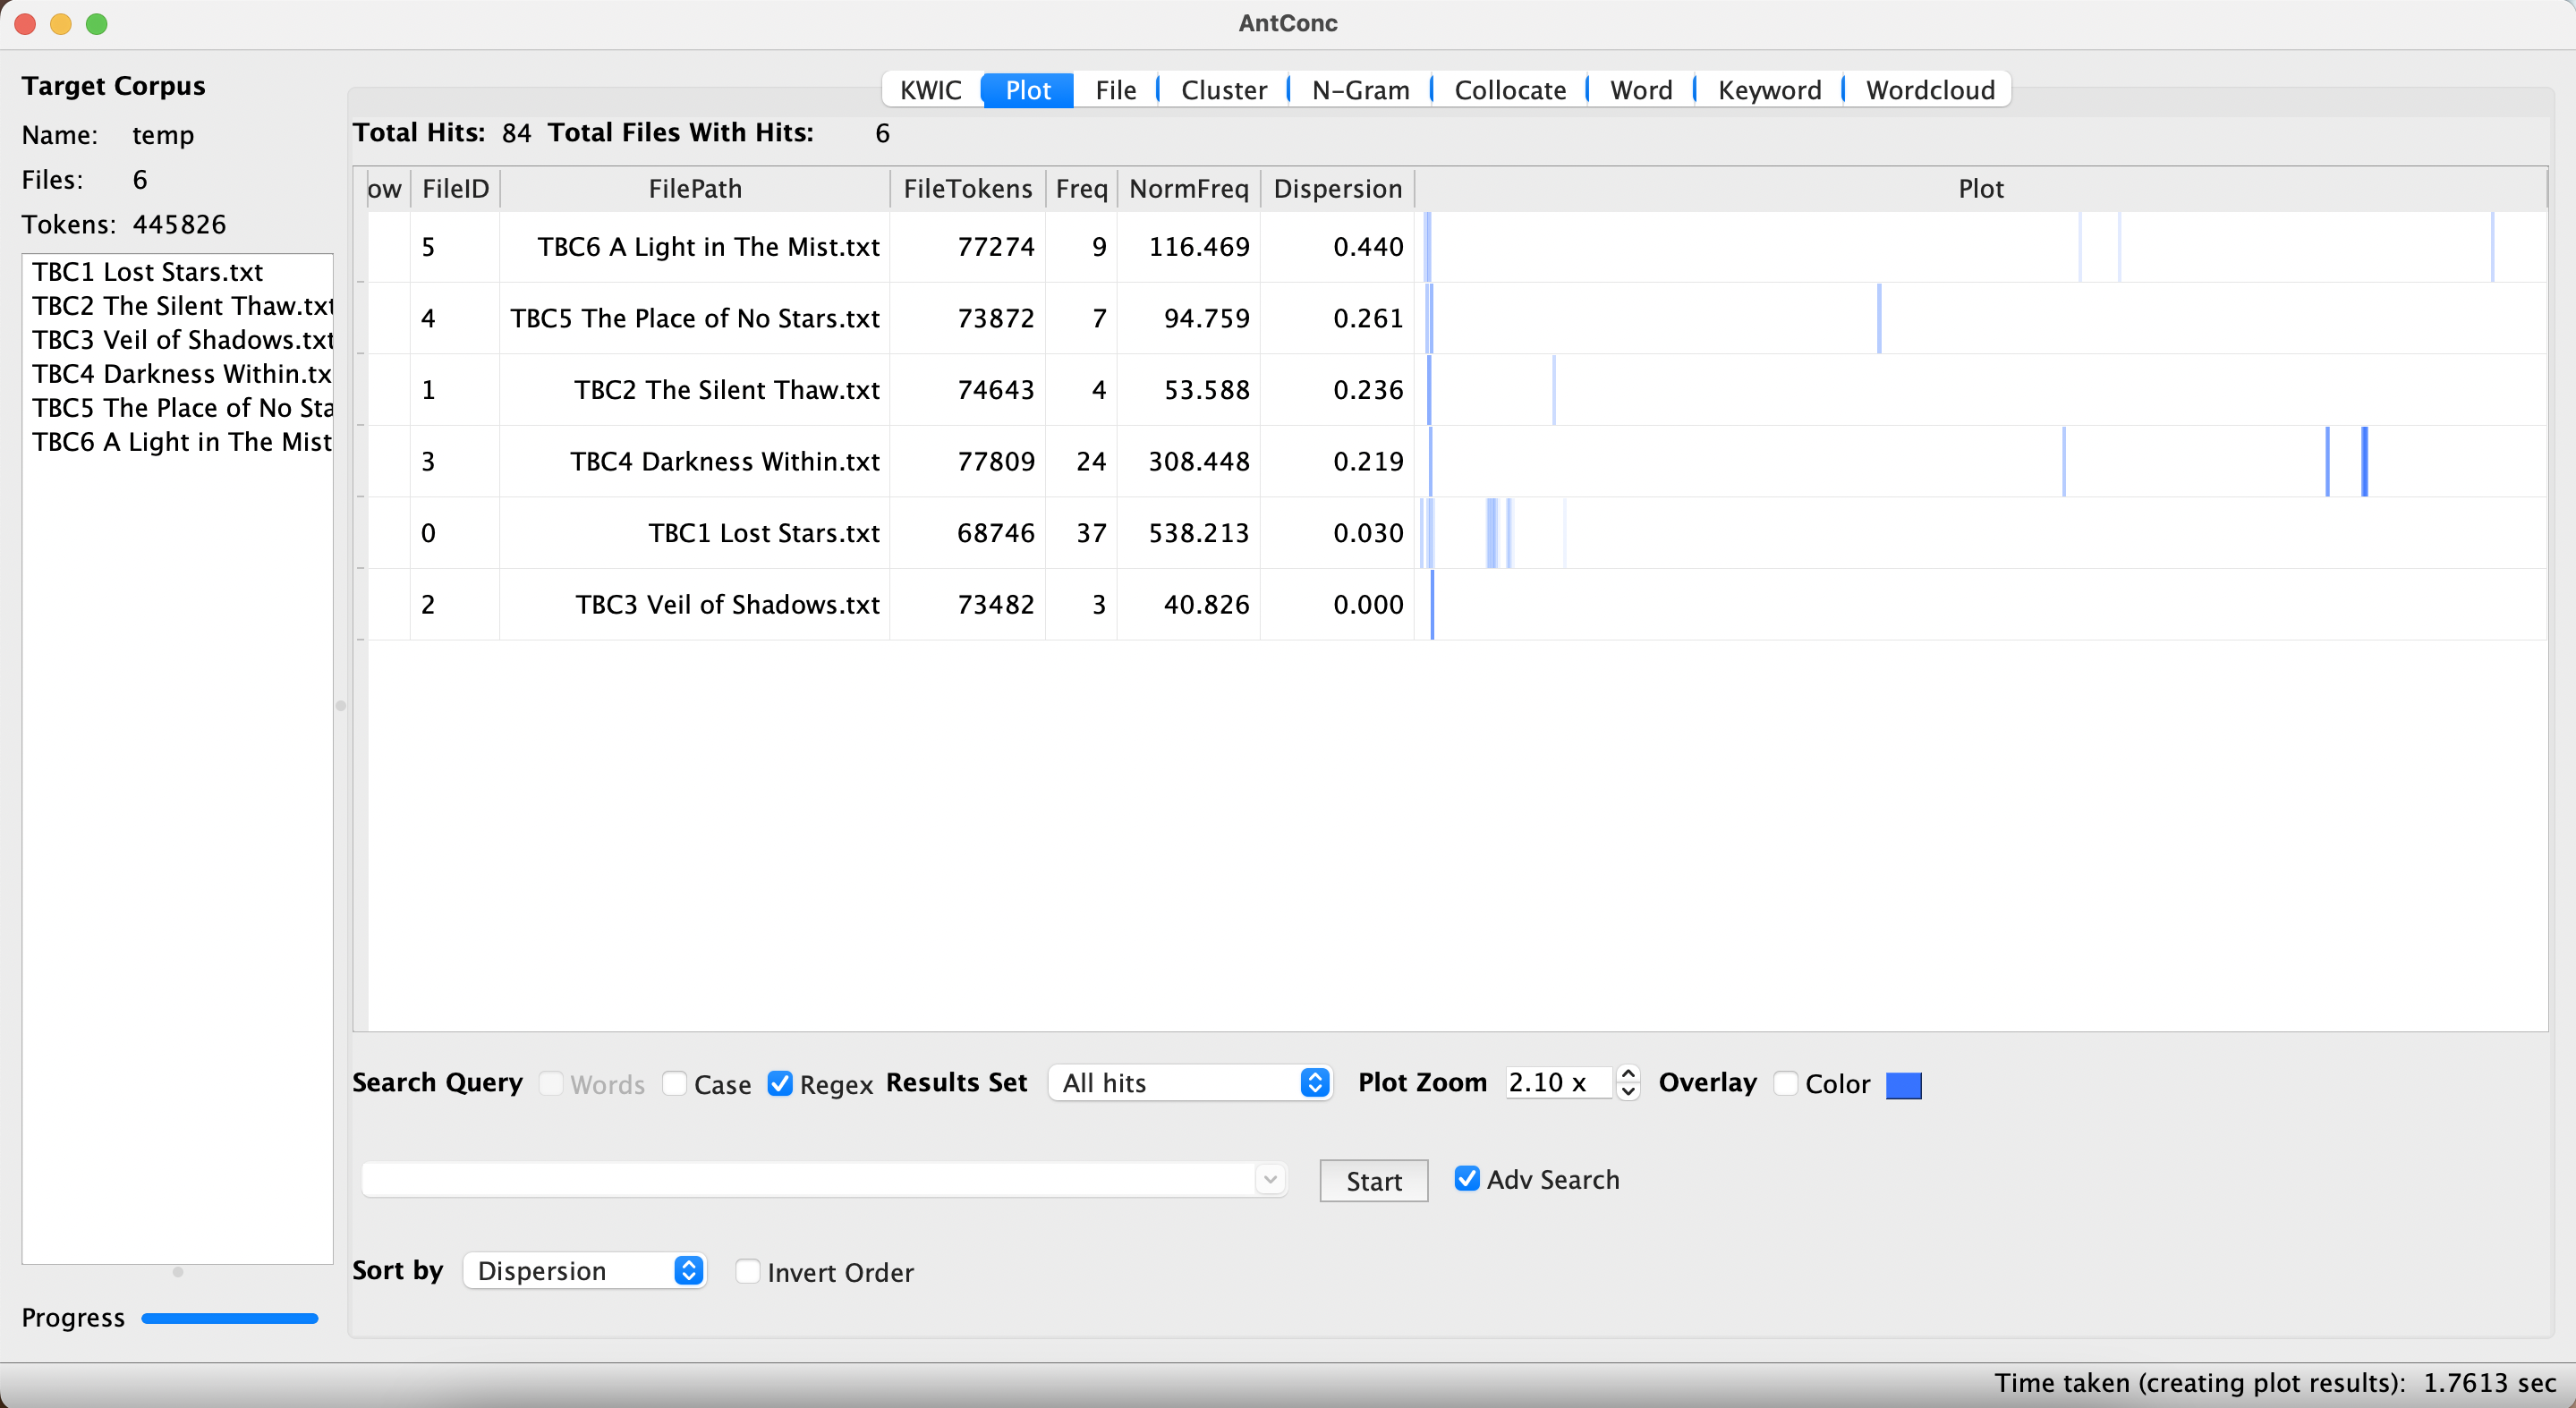 AntConc
Target Corpus
Name: temp
Files: 6
Tokens: 445826
TBC1 Lost Stars.txt
TBC2 The Silent Thaw.txt
TBC3 Veil of Shadows.txt
TBC4 Darkness Within.tx
TBC5 The Place of No Sta
TBC6 A Light in The Mist
Progress
KWIC Plot File Cluster N-Gram Collocate Word Keyword Wordcloud
Total Hits: 84 Total Files With Hits: 6
ow FileID FilePath FileTokens Freq NormFreq Dispersion Plot
5 TBC6 A Light in The Mist.txt 77274 9 116.469 0.440
4 TBC5 The Place of No Stars.txt 73872 7 94.759 0.261
1 TBC2 The Silent Thaw.txt 74643 4 53.588 0.236
3 TBC4 Darkness Within.txt 77809 24 308.448 0.219
0 TBC1 Lost Stars.txt 68746 37 538.213 0.030
2 TBC3 Veil of Shadows.txt 73482 3 40.826 0.000
Search Query Words Case Regex Results Set All hits Plot Zoom 2.10 x Overlay Color
Start Adv Search
Sort by Dispersion Invert Order
Time taken (creating plot results): 1.7613 sec